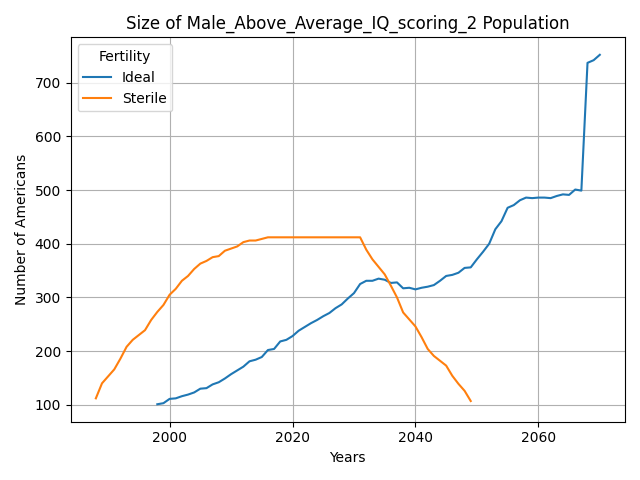 Size of Male_Above_Average_IQ_scoring_2 Population
Fertility
Ideal
Sterile
Number of Americans
700
600
500
400
300
200
100
2000 2020 2040 2060
Years